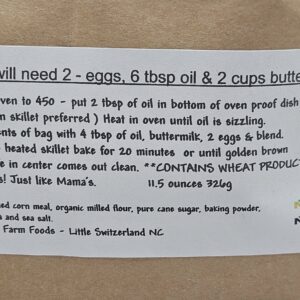 will need 2 - eggs, 6 tbsp oil & 2 cups butte
ven to 450 - put 2 tbsp of oil in bottom of oven proof dish
n skillet preferred ) Heat in oven until oil is sizzling.
ents of bag with 4 tbsp of oil, buttermilk, 2 eggs & blend.
heated skillet bake for 20 minutes or until golden brown
e in center comes out clean. **CONTAINS WHEAT PRODUC
s! Just like Mama's. 11.5 ounces 326g
ed corn meal, organic milled flour, pure cane sugar, baking powder,
s and sea salt.
Farm Foods - Little Switzerland NC